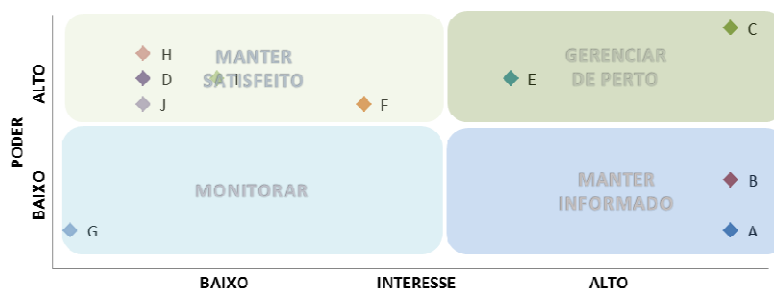 C
H
MANTER
GERENCIAR
D
I
SATISFEITO
E
DE PERTO
J
F
ALTO
PODER
BAIXO
MONITORAR
MANTER
B
INFORMADO
G
A
BAIXO
INTERESSE
ALTO